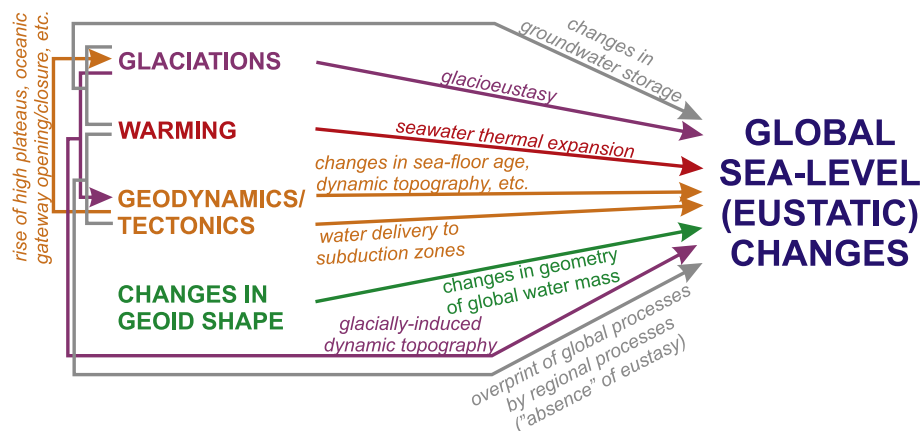 rise of high plateaus, oceanic
gateway opening/closure, etc.
GLACIATIONS
WARMING
GEODYNAMICS/
TECTONICS
CHANGES IN
GEOID SHAPE
changes in
groundwater storage
glacioeustasy
seawater thermal expansion
changes in sea-floor age,
dynamic topography, etc.
water delivery to
subduction zones
changes in geometry
of global water mass
glacially-induced
dynamic topography
overprint of global processes
by regional processes
("absence" of eustasy)
GLOBAL
SEA-LEVEL
(EUSTATIC)
CHANGES